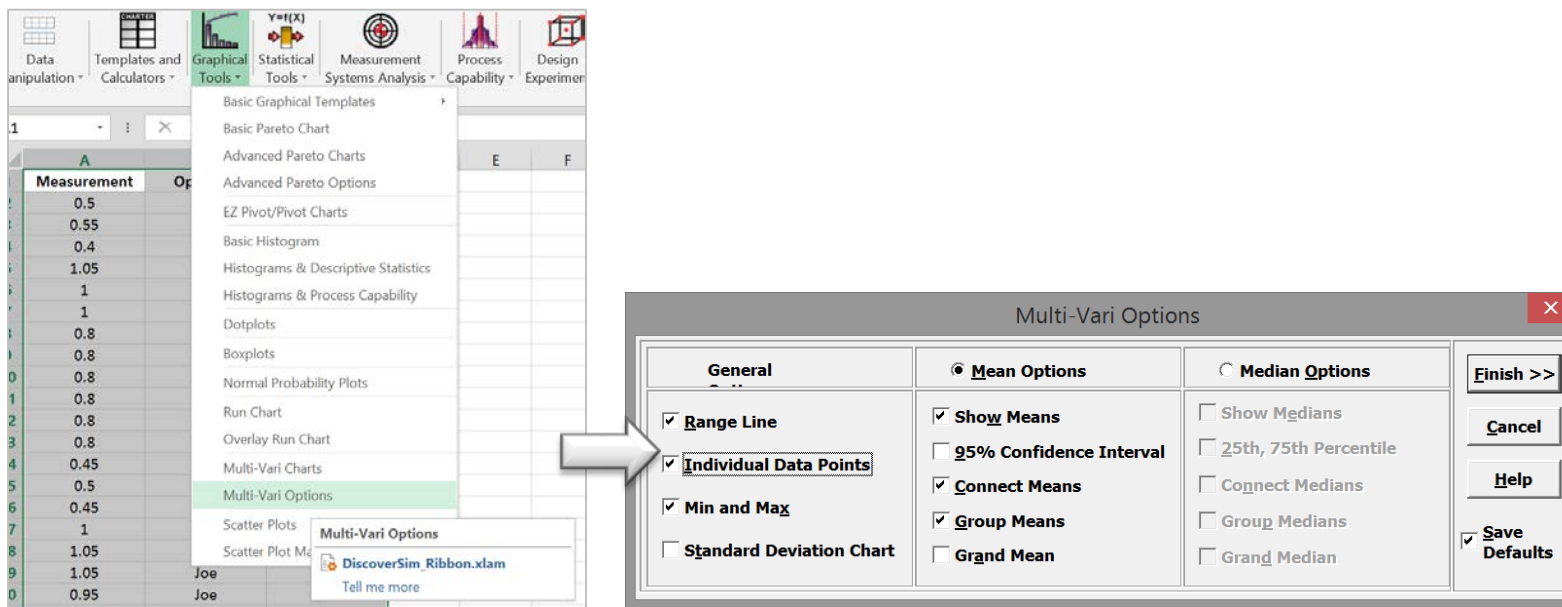 CHARTER
Y=f(X)
Data
anipulation
Templates and
Calculators
Graphical
Tools
Statistical
Tools
Measurement
Systems Analysis
Process
Capability
Design
Experimer
Basic Graphical Templates
Basic Pareto Chart
Advanced Pareto Charts
Advanced Pareto Options
EZ Pivot/Pivot Charts
Basic Histogram
Histograms & Descriptive Statistics
Histograms & Process Capability
Dotplots
Boxplots
Normal Probability Plots
Run Chart
Overlay Run Chart
Multi-Vari Charts
Multi-Vari Options
Scatter Plots
Scatter Plot Ma
Multi-Vari Options
DiscoverSim_Ribbon.xlam
Tell me more
A E F
Measurement Op
0.5
0.55
0.4
1.05
1
1
0.8
0.8
0.8
0.8
0.8
0.8
0.45
0.5
0.45
1
1.05
1.05 Joe
0.95 Joe
Multi-Vari Options
General
Mean Options
Median Options
Range Line
Individual Data Points
Min and Max
Standard Deviation Chart
Show Means
95% Confidence Interval
Connect Means
Group Means
Grand Mean
Show Medians
25th, 75th Percentile
Connect Medians
Group Medians
Grand Median
Finish >>
Cancel
Help
Save
Defaults